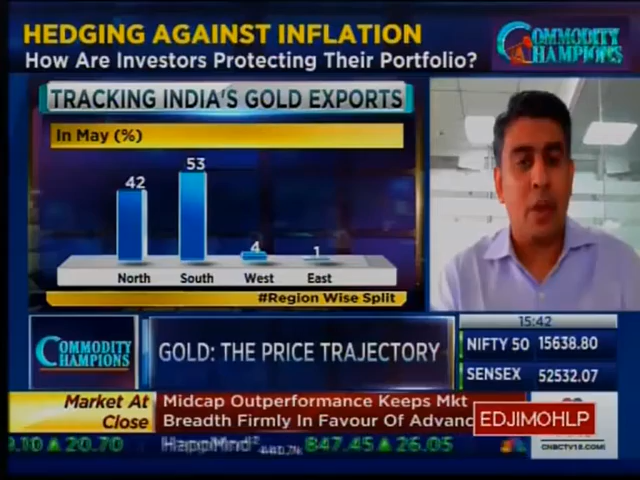 HEDGING AGAINST INFLATION
How Are Investors Protecting Their Portfolio?
COMMODITY
CHAMPIONS
TRACKING INDIA'S GOLD EXPORTS
In May (%)
42
53
4
1
North
South
West
East
#Region Wise Split
15:42
COMMODITY
CHAMPIONS
GOLD: THE PRICE TRAJECTORY
NIFTY 50 15638.80
SENSEX 52532.07
Market At
Close
Midcap Outperformance Keeps Mkt
Breadth Firmly In Favour Of Advanc
EDJIMOHLP
CNBCTV18.COM
9.10 ▲ 20.70 HappMind 847.45 ▲ 26.05